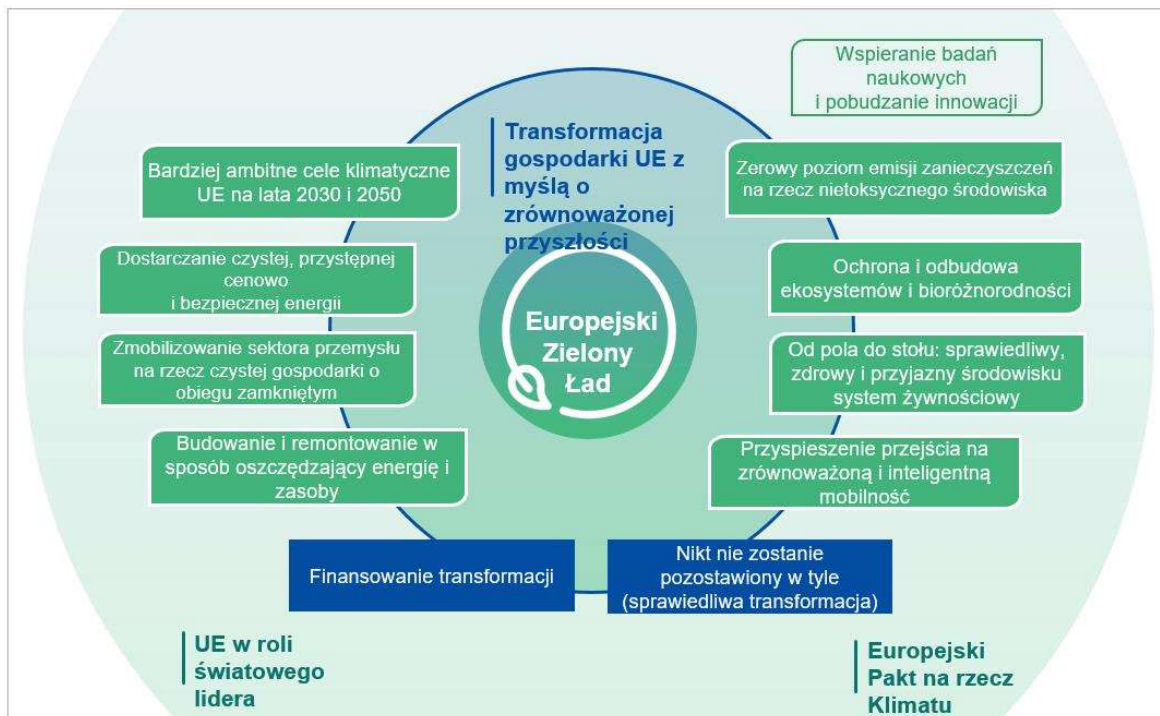 Wspieranie badań
naukowych
i pobudzanie innowacji
Transformacja
gospodarki UE z
myślą o
zrównoważonej
przyszłości
Bardziej ambitne cele klimatyczne
UE na lata 2030 i 2050
Zerowy poziom emisji zanieczyszczeń
na rzecz nietoksycznego środowiska
Dostarczanie czystej, przystępnej
cenowo
i bezpiecznej energii
Ochrona i odbudowa
ekosystemów i bioróżnorodności
Europejski
Zielony
Ład
Zmobilizowanie sektora przemysłu
na rzecz czystej gospodarki o
obiegu zamkniętym
Od pola do stołu: sprawiedliwy,
zdrowy i przyjazny środowisku
system żywnościowy
Budowanie i remontowanie w
sposób oszczędzający energię i
zasoby
Przyspieszenie przejścia na
zrównoważoną i inteligentną
mobilność
Finansowanie transformacji
Nikt nie zostanie
pozostawiony w tyle
(sprawiedliwa transformacja)
UE w roli
światowego
lidera
Europejski
Pakt na rzecz
Klimatu